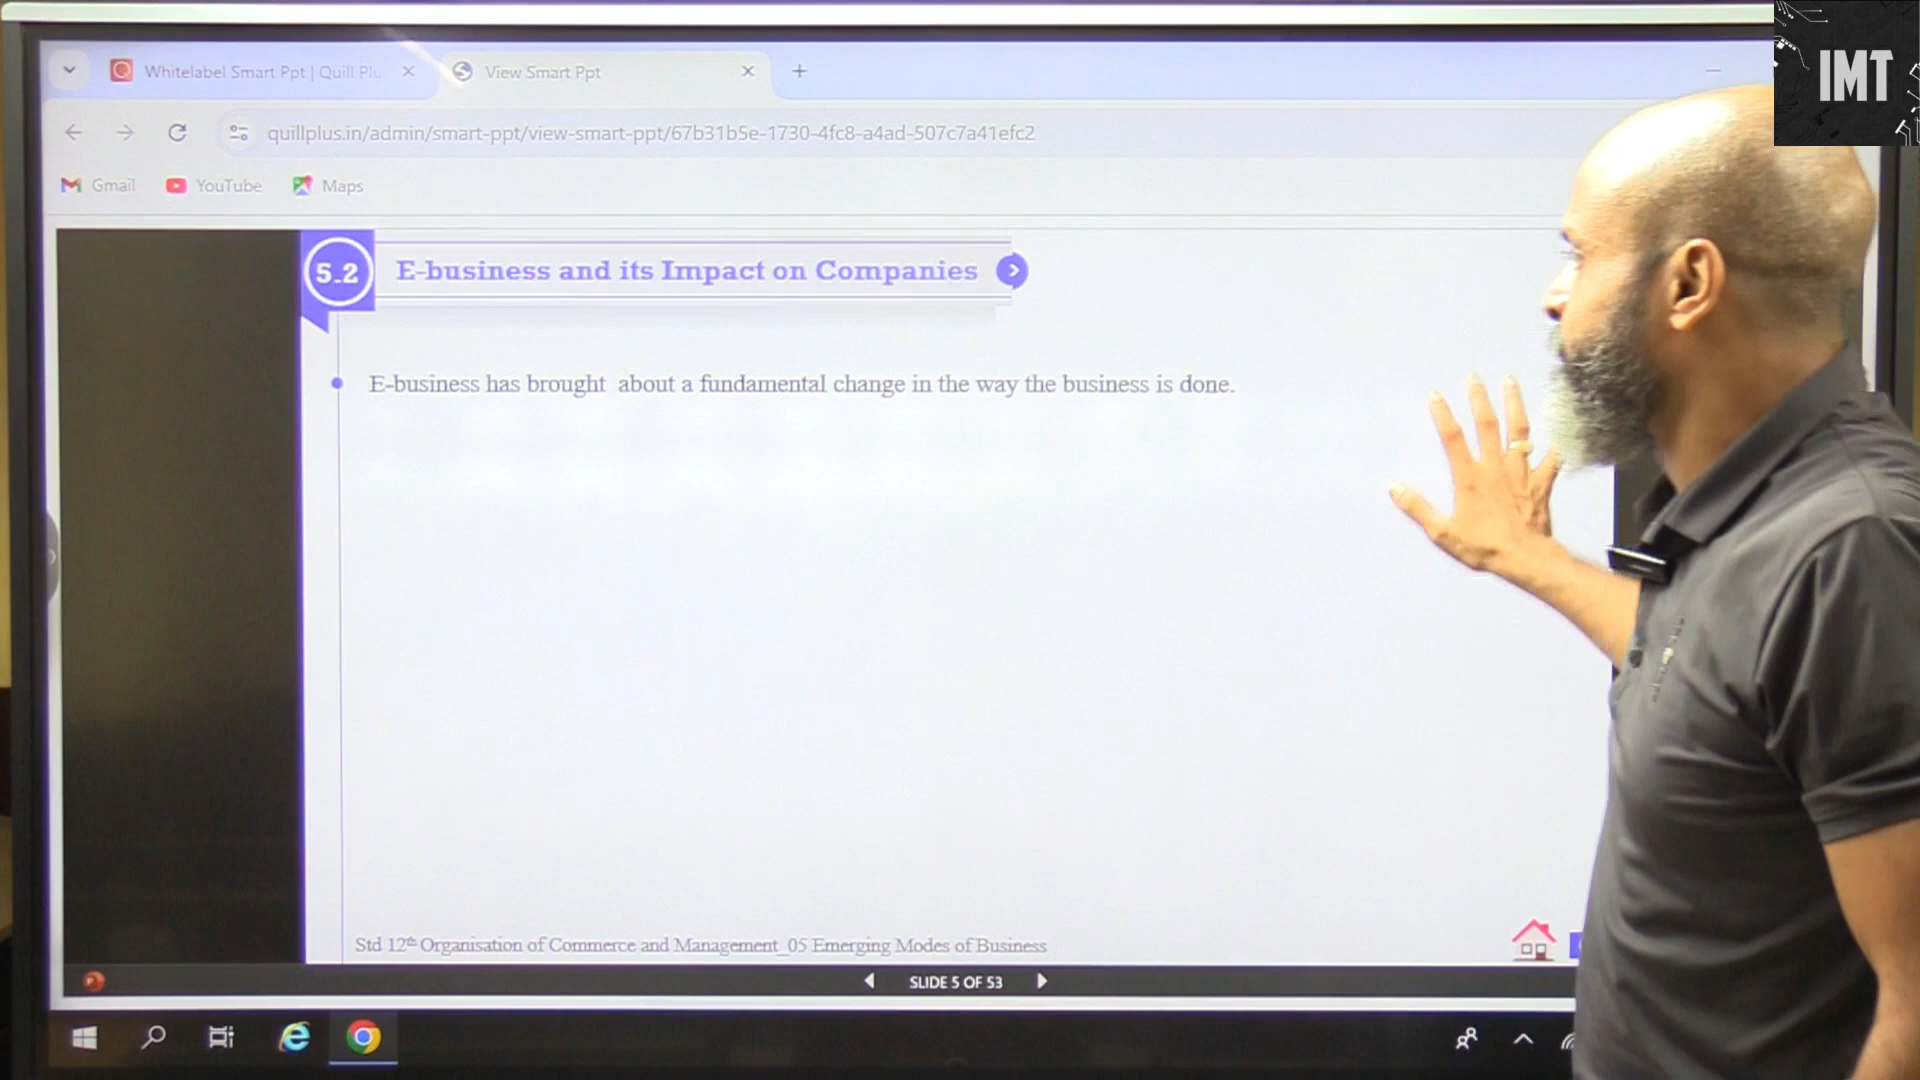 IMT
Whitelabel Smart Ppt | Quill Plu
View Smart Ppt
quillplus.in/admin/smart-ppt/view-smart-ppt/67b31b5e-1730-4fc8-a4ad-507c7a41efc2
Gmail YouTube Maps
5.2 E-business and its Impact on Companies
E-business has brought about a fundamental change in the way the business is done.
Std 12th Organisation of Commerce and Management_05 Emerging Modes of Business
SLIDE 5 OF 53